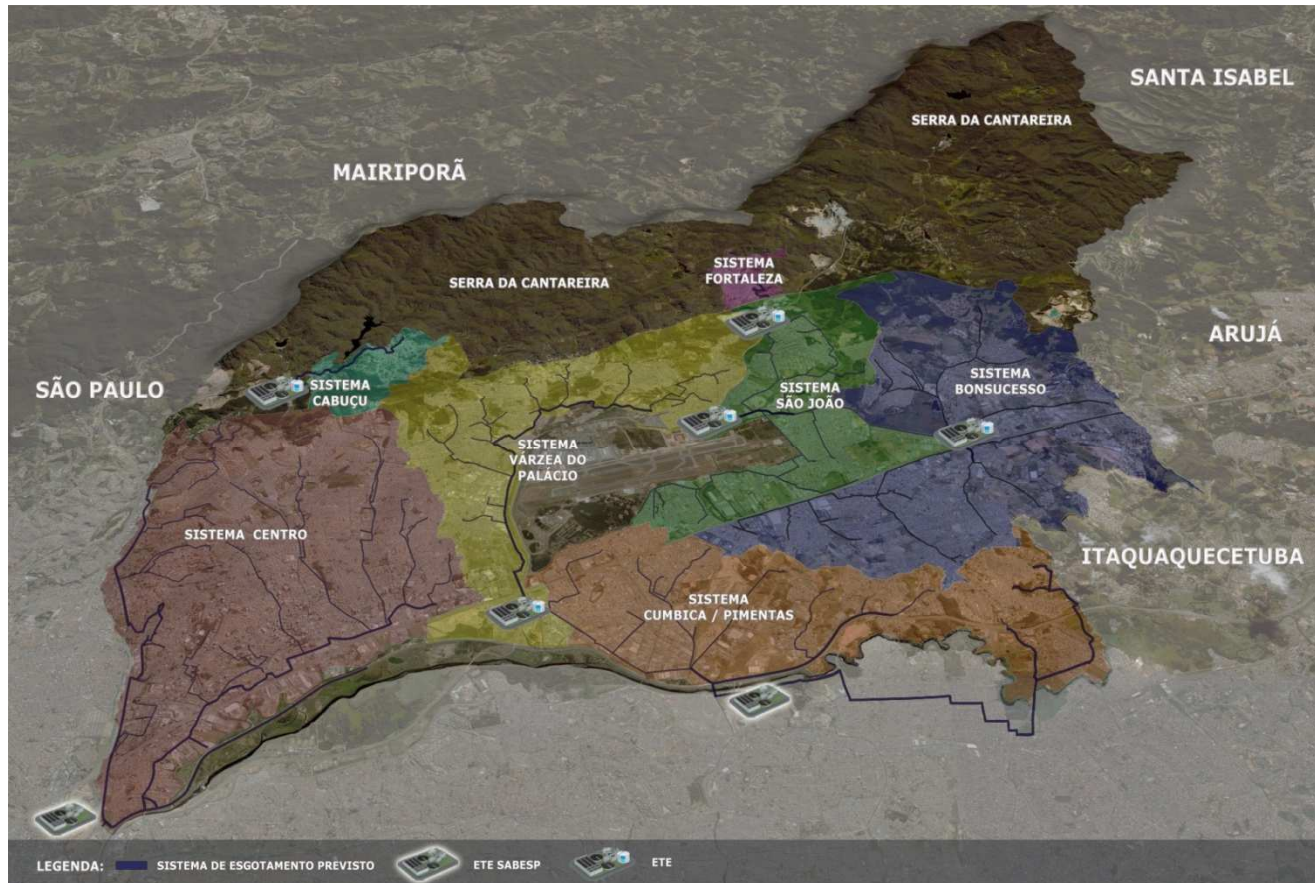 SANTA ISABEL
SERRA DA CANTAREIRA
MAIRIPORÃ
SISTEMA
FORTALEZA
SERRA DA CANTAREIRA
ARUJÁ
SÃO PAULO
SISTEMA
CABUÇU
SISTEMA
SÃO JOÃO
SISTEMA
BONSUCESSO
SISTEMA
VÁRZEA DO
PALÁCIO
SISTEMA CENTRO
ITAQUAQUECETUBA
SISTEMA
CUMBICA / PIMENTAS
LEGENDA: SISTEMA DE ESGOTAMENTO PREVISTO ETE SABESP ETE